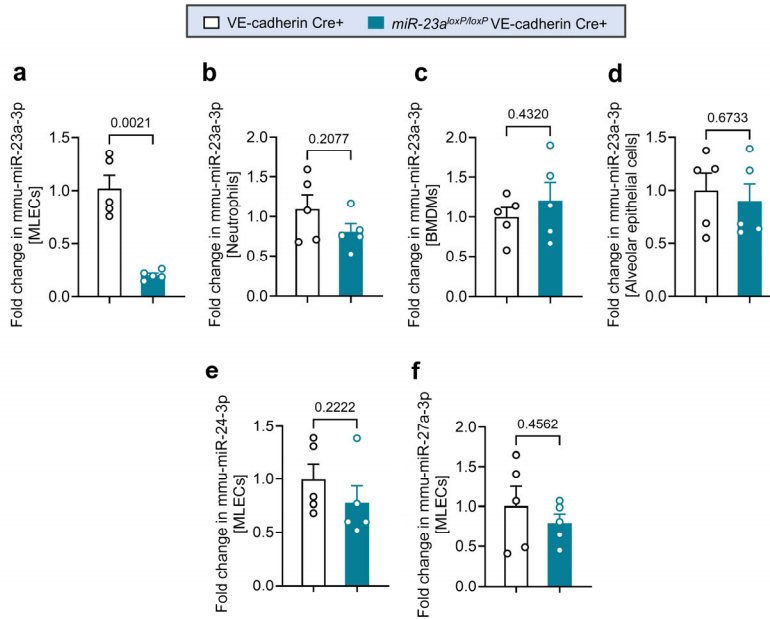 VE-cadherin Cre+ miR-23a^loxP/loxP VE-cadherin Cre+
a
Fold change in mmu-miR-23a-3p
[MLECs]
0.0021
1.5
1.0
0.5
0.0
b
Fold change in mmu-miR-23a-3p
[Neutrophils]
0.2077
2.0
1.5
1.0
0.5
0.0
c
Fold change in mmu-miR-23a-3p
[BMDMs]
0.4320
2.0
1.5
1.0
0.5
0.0
d
Fold change in mmu-miR-23a-3p
[Alveolar epithelial cells]
0.6733
1.5
1.0
0.5
0.0
e
Fold change in mmu-miR-24-3p
[MLECs]
0.2222
1.5
1.0
0.5
0.0
f
Fold change in mmu-miR-27a-3p
[MLECs]
0.4562
2.0
1.5
1.0
0.5
0.0